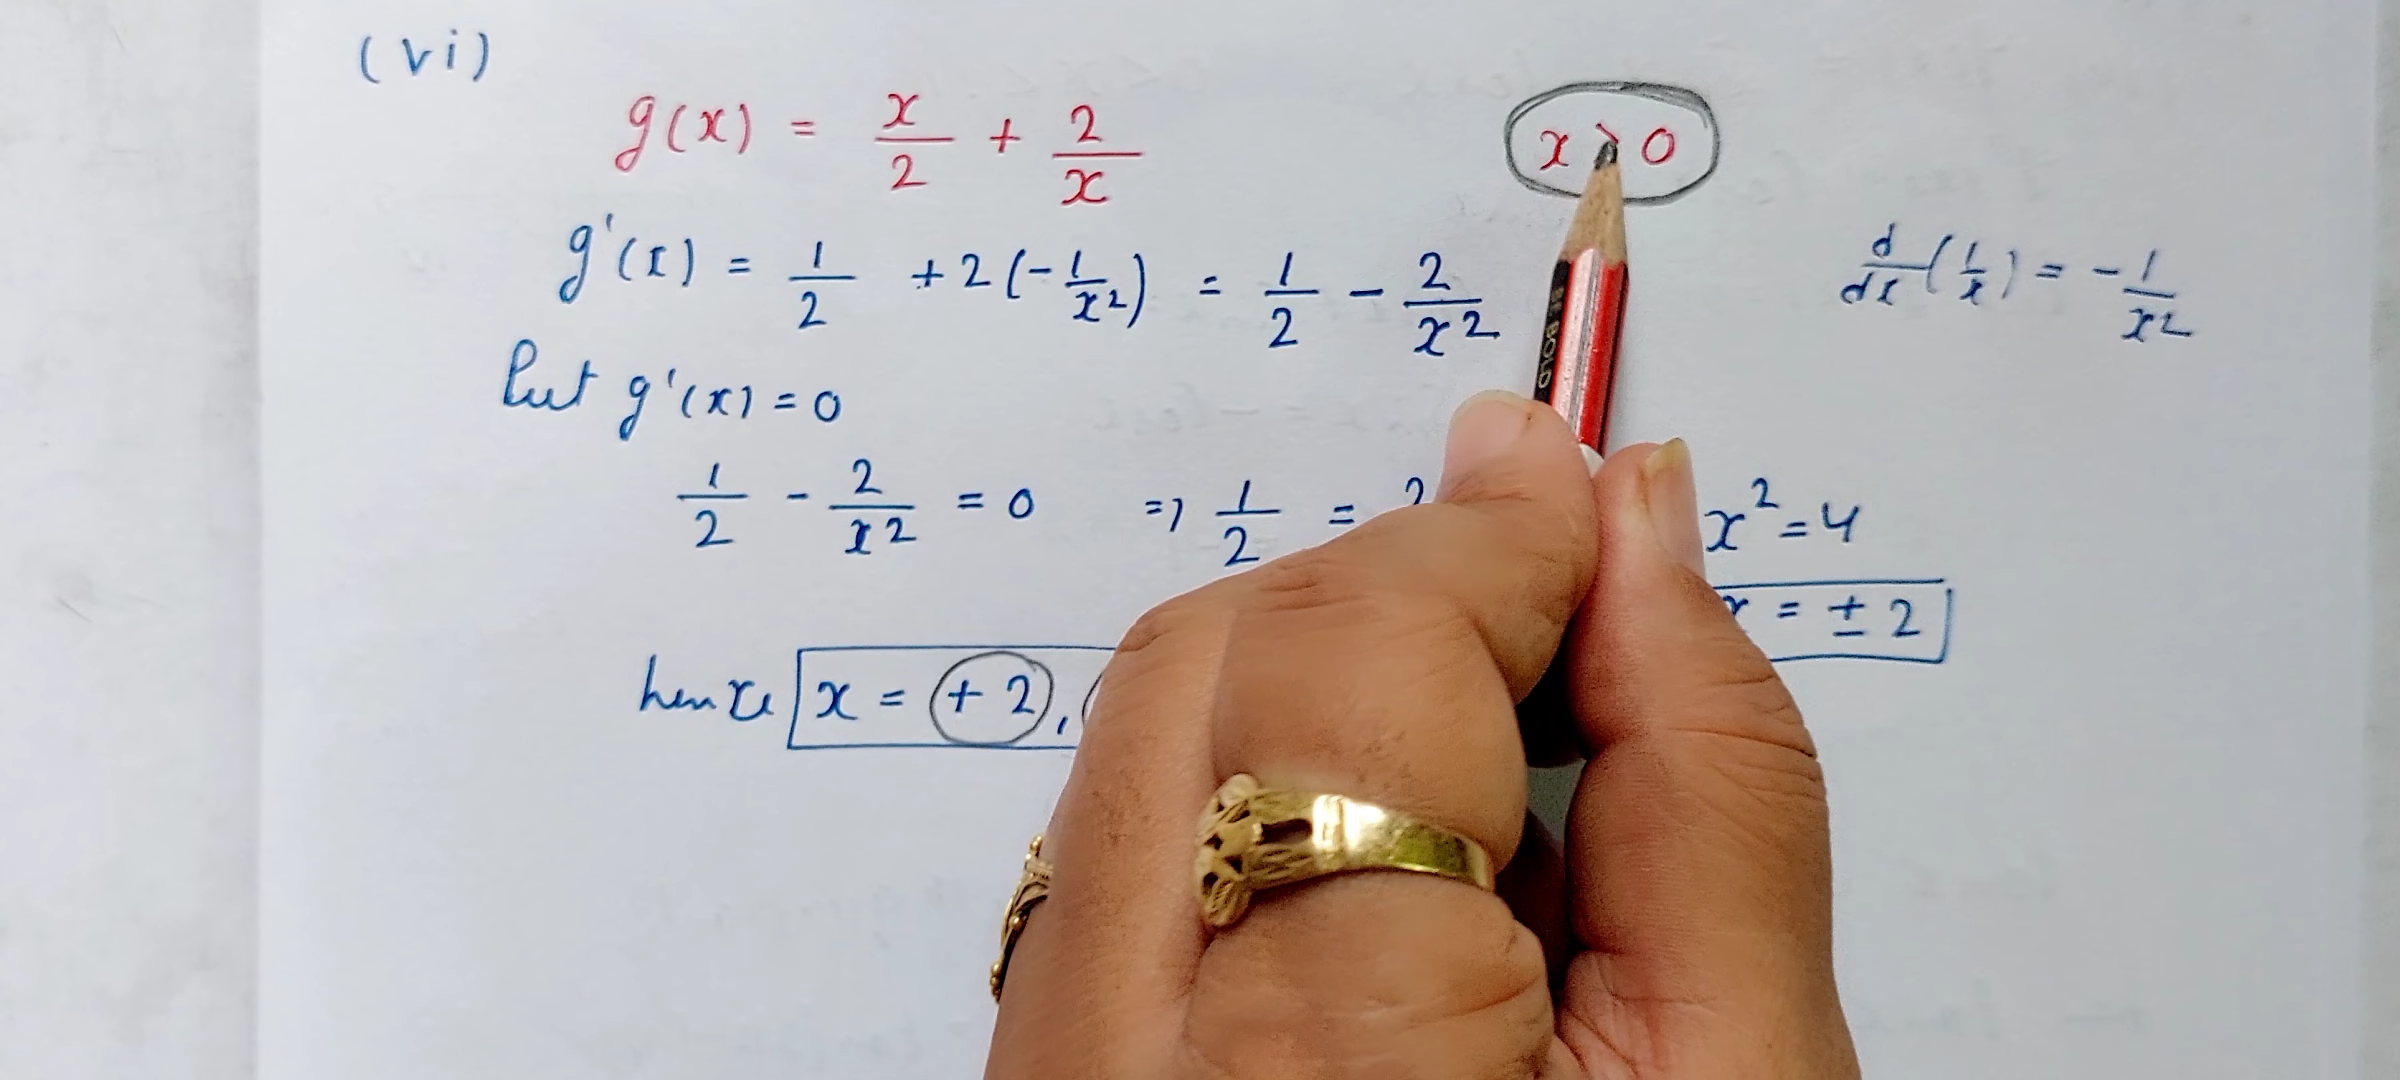 (vi)
g(x) = x/2 + 2/x x > 0
g'(x) = 1/2 + 2(-1/x²) = 1/2 - 2/x² d/dx(1/x) = -1/x²
Put g'(x) = 0
1/2 - 2/x² = 0 => 1/2 = 2 x² = 4
x = ± 2
hence x = +2,